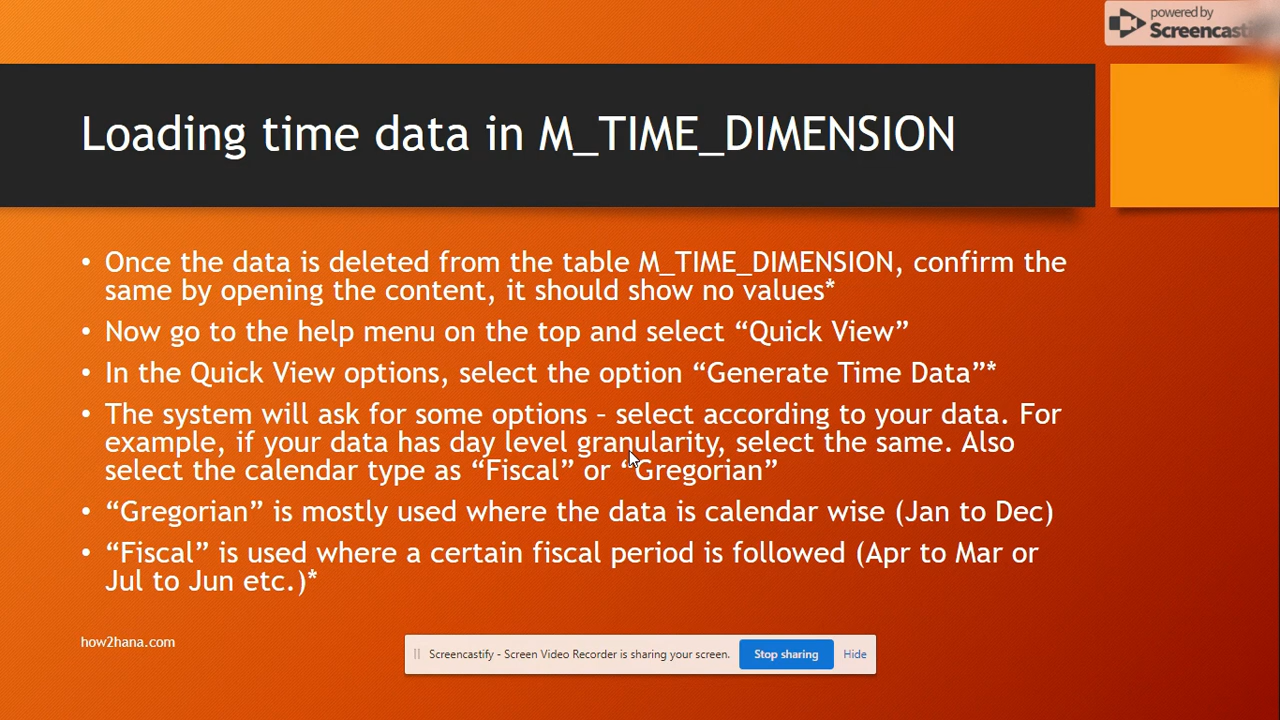 powered by
Screencasti
Loading time data in M_TIME_DIMENSION
• Once the data is deleted from the table M_TIME_DIMENSION, confirm the
same by opening the content, it should show no values*
• Now go to the help menu on the top and select “Quick View”
• In the Quick View options, select the option “Generate Time Data”*
• The system will ask for some options – select according to your data. For
example, if your data has day level granularity, select the same. Also
select the calendar type as “Fiscal” or “Gregorian”
• “Gregorian” is mostly used where the data is calendar wise (Jan to Dec)
• “Fiscal” is used where a certain fiscal period is followed (Apr to Mar or
Jul to Jun etc.)*
how2hana.com
Screencastify - Screen Video Recorder is sharing your screen. Stop sharing Hide